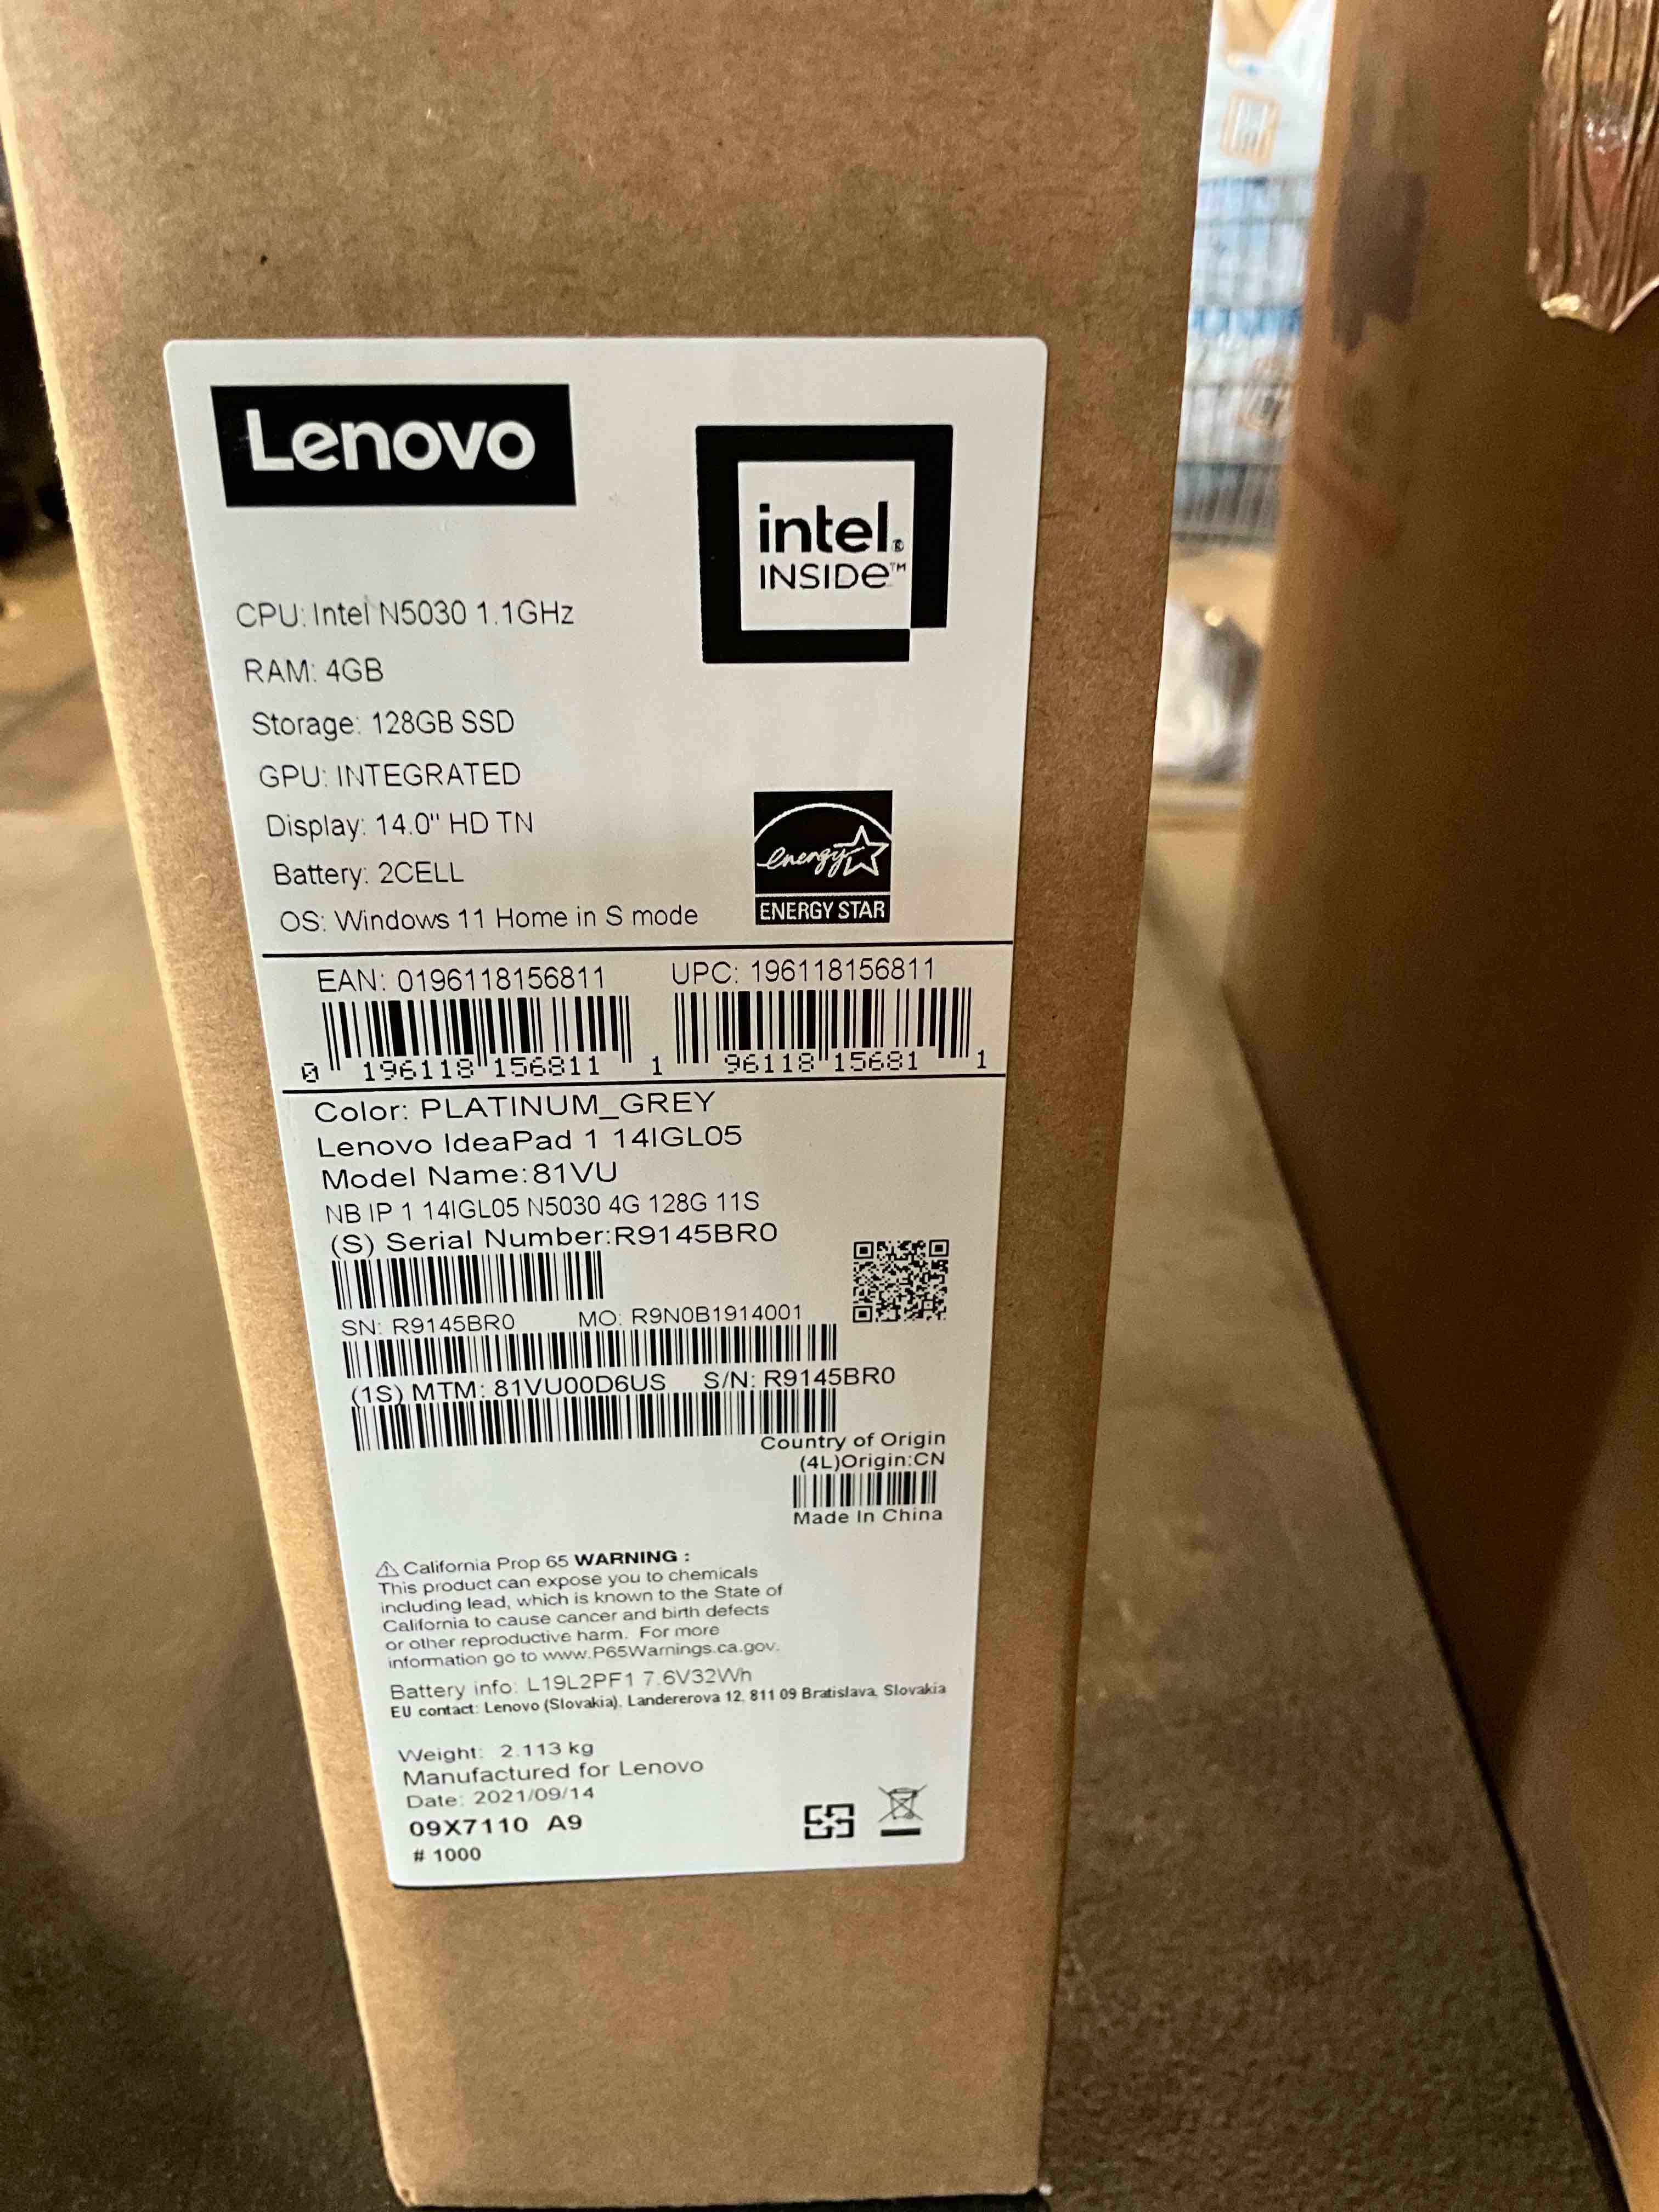 Lenovo
intel®
INSIDE™
CPU: Intel N5030 1.1GHz
RAM: 4GB
Storage: 128GB SSD
GPU: INTEGRATED
Display: 14.0" HD TN
Battery: 2CELL
OS: Windows 11 Home in S mode
energy
ENERGY STAR
EAN: 0196118156811 UPC: 196118156811
0 196118 156811 1 96118 15681 1
Color: PLATINUM_GREY
Lenovo IdeaPad 1 14IGL05
Model Name:81VU
NB IP 1 14IGL05 N5030 4G 128G 11S
(S) Serial Number:R9145BR0
SN: R9145BR0 MO: R9N0B1914001
(1S) MTM: 81VU00D6US S/N: R9145BR0
Country of Origin
(4L)Origin:CN
Made In China
⚠ California Prop 65 WARNING :
This product can expose you to chemicals
including lead, which is known to the State of
California to cause cancer and birth defects
or other reproductive harm. For more
information go to www.P65Warnings.ca.gov.
Battery info: L19L2PF1 7.6V32Wh
EU contact: Lenovo (Slovakia), Landererova 12, 811 09 Bratislava, Slovakia
Weight: 2.113 kg
Manufactured for Lenovo
Date: 2021/09/14
09X7110 A9
# 1000